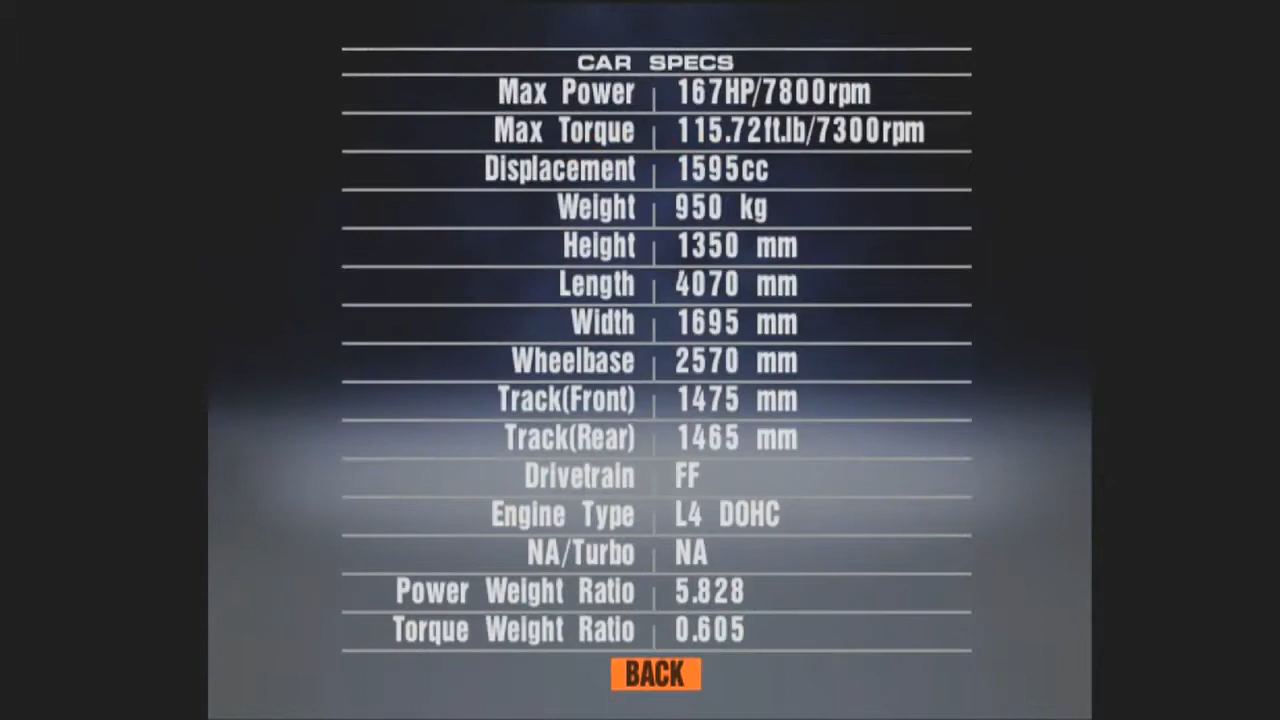 CAR SPECS
Max Power 167HP/7800rpm
Max Torque 115.72ft.lb/7300rpm
Displacement 1595cc
Weight 950 kg
Height 1350 mm
Length 4070 mm
Width 1695 mm
Wheelbase 2570 mm
Track(Front) 1475 mm
Track(Rear) 1465 mm
Drivetrain FF
Engine Type L4 DOHC
NA/Turbo NA
Power Weight Ratio 5.828
Torque Weight Ratio 0.605
BACK